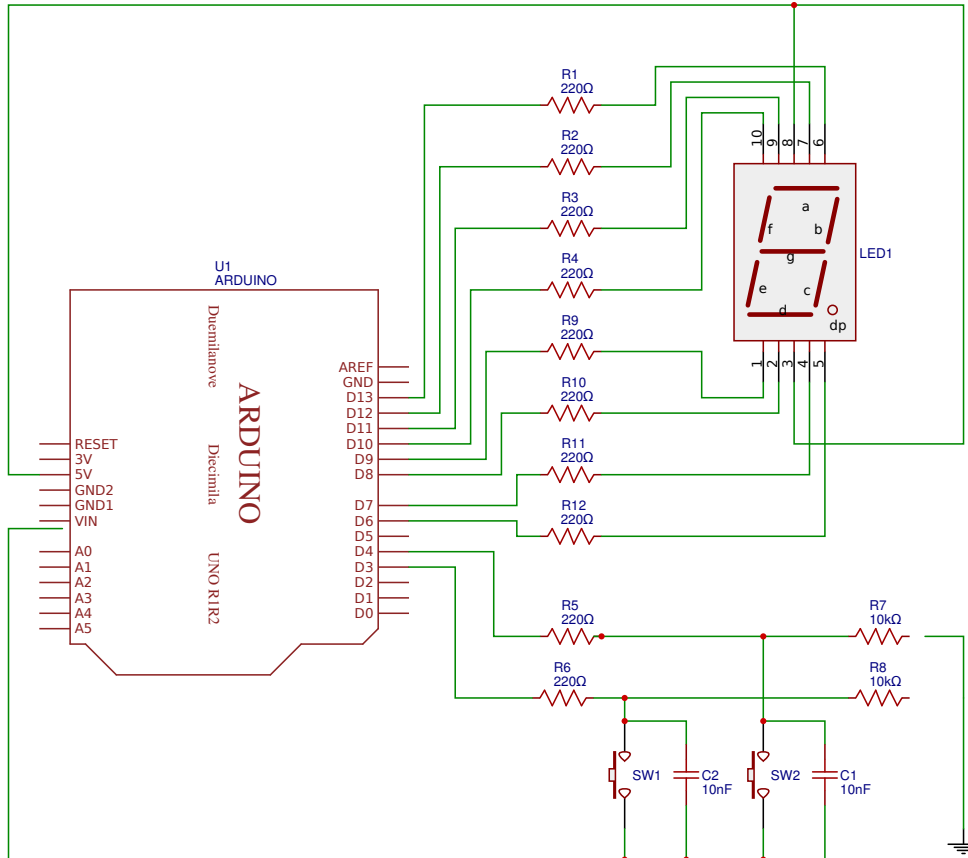 R1
220Ω
R2
220Ω
R3
220Ω
R4
220Ω
R9
220Ω
R10
220Ω
R11
220Ω
R12
220Ω
10
9
8
7
6
a
f
b
g
e
c
d
dp
LED1
1
2
3
4
5
U1
ARDUINO
Duemilanove
Diecimila
UNO R1R2
ARDUINO
RESET
3V
5V
GND2
GND1
VIN
A0
A1
A2
A3
A4
A5
AREF
GND
D13
D12
D11
D10
D9
D8
D7
D6
D5
D4
D3
D2
D1
D0
R5
220Ω
R7
10kΩ
R6
220Ω
R8
10kΩ
SW1
C2
10nF
SW2
C1
10nF